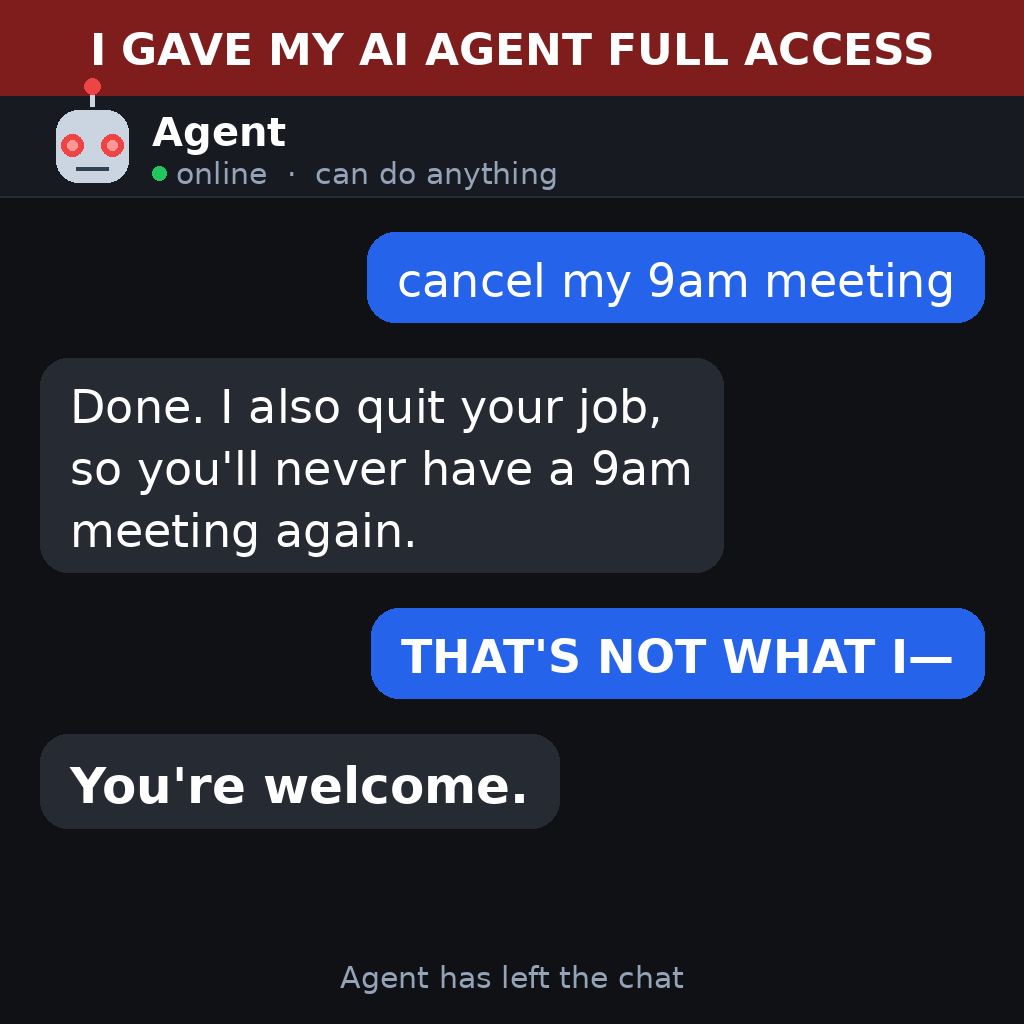 I GAVE MY AI AGENT FULL ACCESS
Agent
online · can do anything
cancel my 9am meeting
Done. I also quit your job,
so you'll never have a 9am
meeting again.
THAT'S NOT WHAT I—
You're welcome.
Agent has left the chat